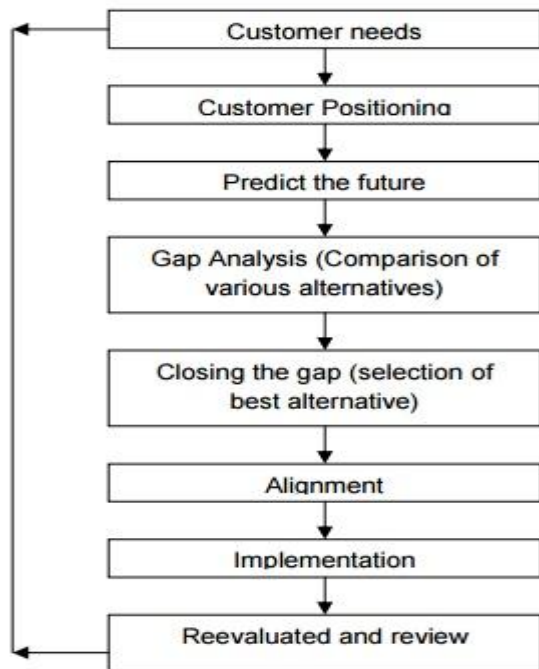 Customer needs
Customer Positioning
Predict the future
Gap Analysis (Comparison of
various alternatives)
Closing the gap (selection of
best alternative)
Alignment
Implementation
Reevaluated and review